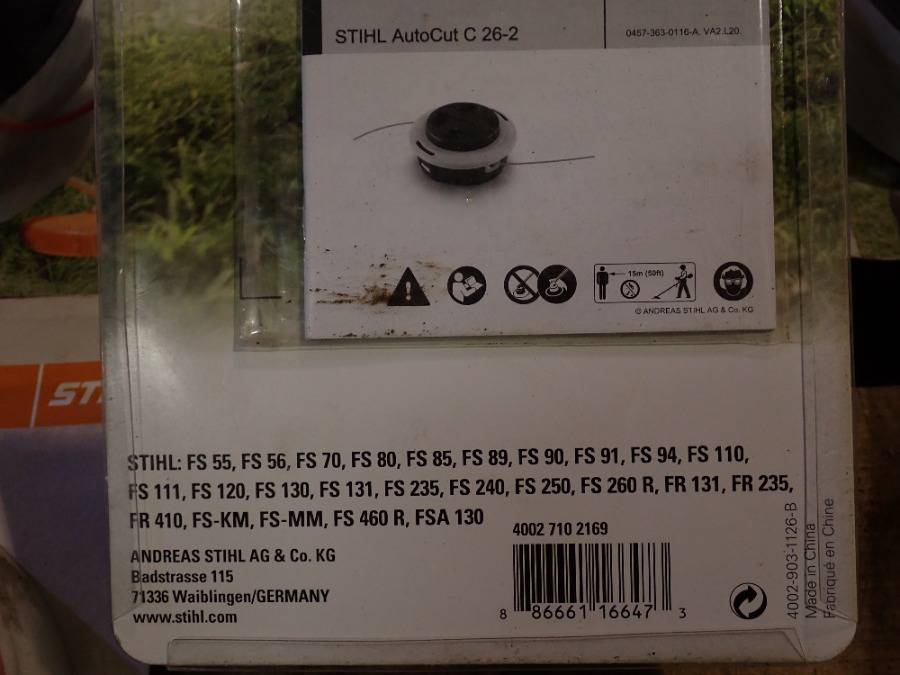 STIHL AutoCut C 26-2
0457-363-0116-A. VA2.L20.
15m (50ft)
© ANDREAS STIHL AG & Co. KG
STIHL: FS 55, FS 56, FS 70, FS 80, FS 85, FS 89, FS 90, FS 91, FS 94, FS 110,
FS 111, FS 120, FS 130, FS 131, FS 235, FS 240, FS 250, FS 260 R, FR 131, FR 235,
FR 410, FS-KM, FS-MM, FS 460 R, FSA 130
4002 710 2169
ANDREAS STIHL AG & Co. KG
Badstrasse 115
71336 Waiblingen/GERMANY
www.stihl.com
8 86661 16647 3
4002-903-1126-B
Made in China
Fabriqué en Chine
ST